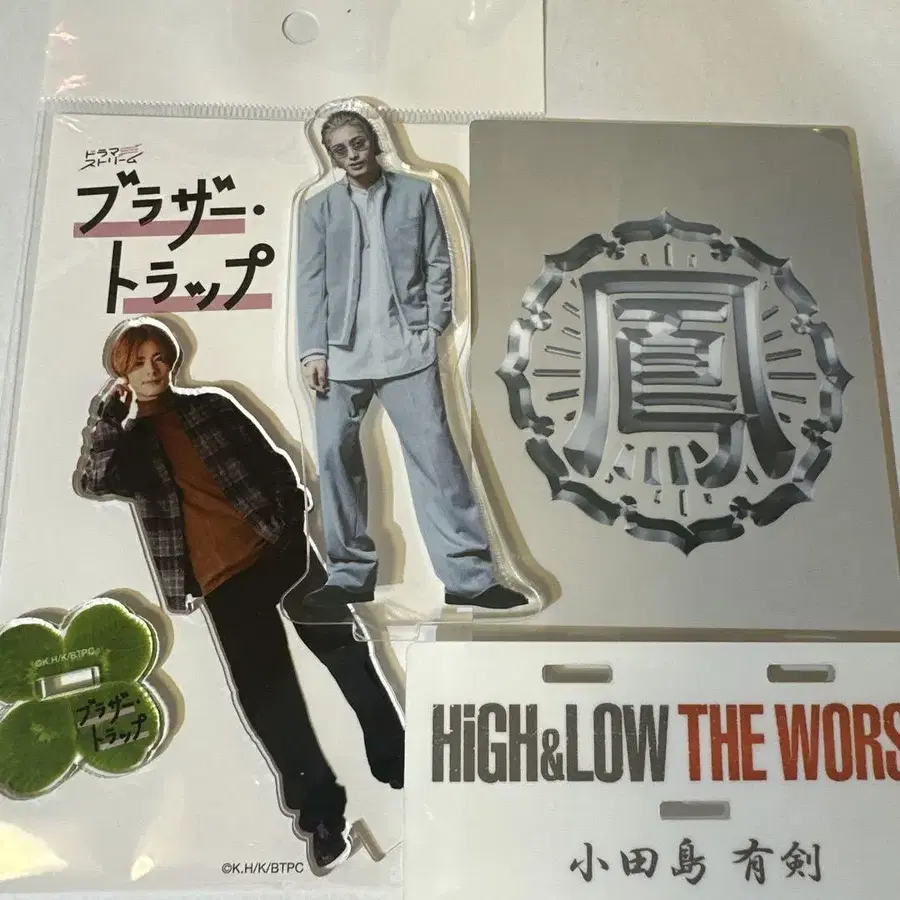 ドラマ
ストリーム
ブラザー・
トラップ
鳳
©K.H/K/BTPC
ブラザー・
トラップ
©K.H/K/BTPC
HiGH&LOW THE WORS
小田島 有剣